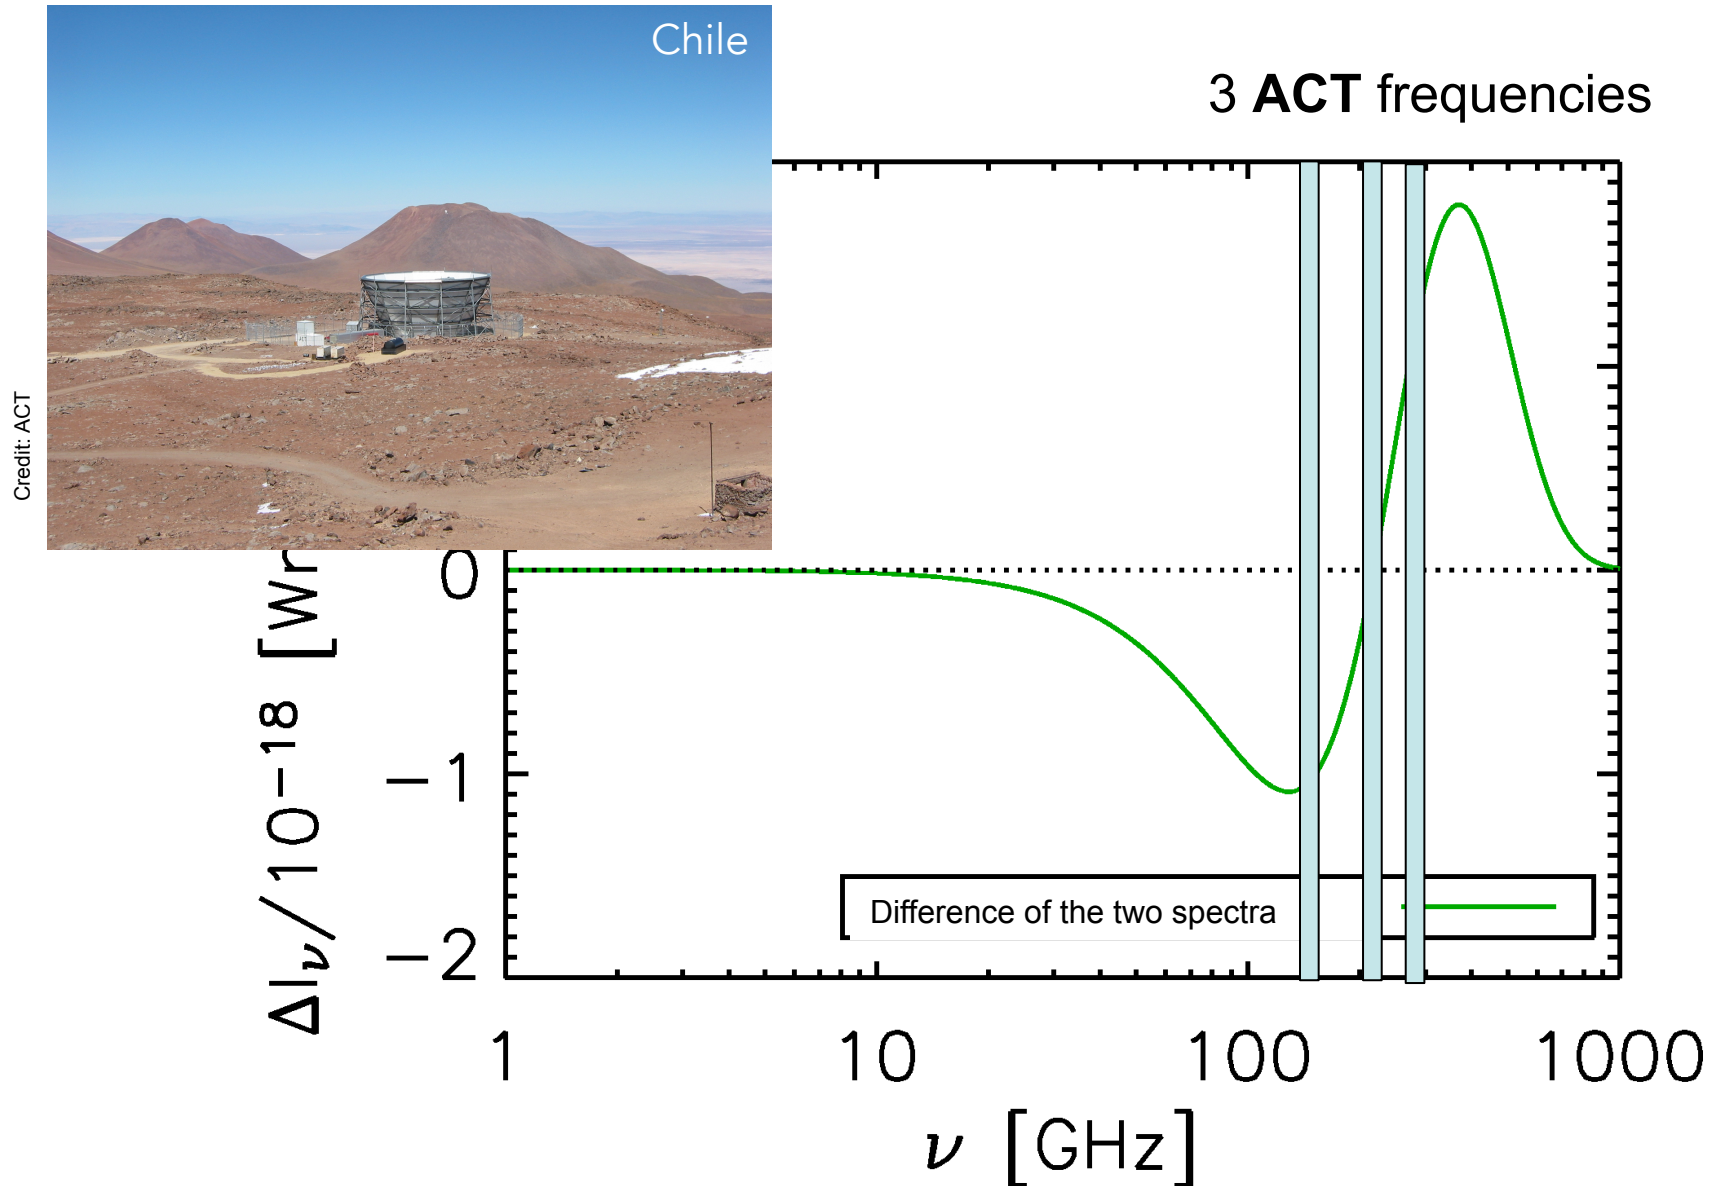 Chile
3 ACT frequencies
Credit: ACT
ΔIν/10⁻¹⁸ [W
0
−1
−2
Difference of the two spectra
1 10 100 1000
ν [GHz]